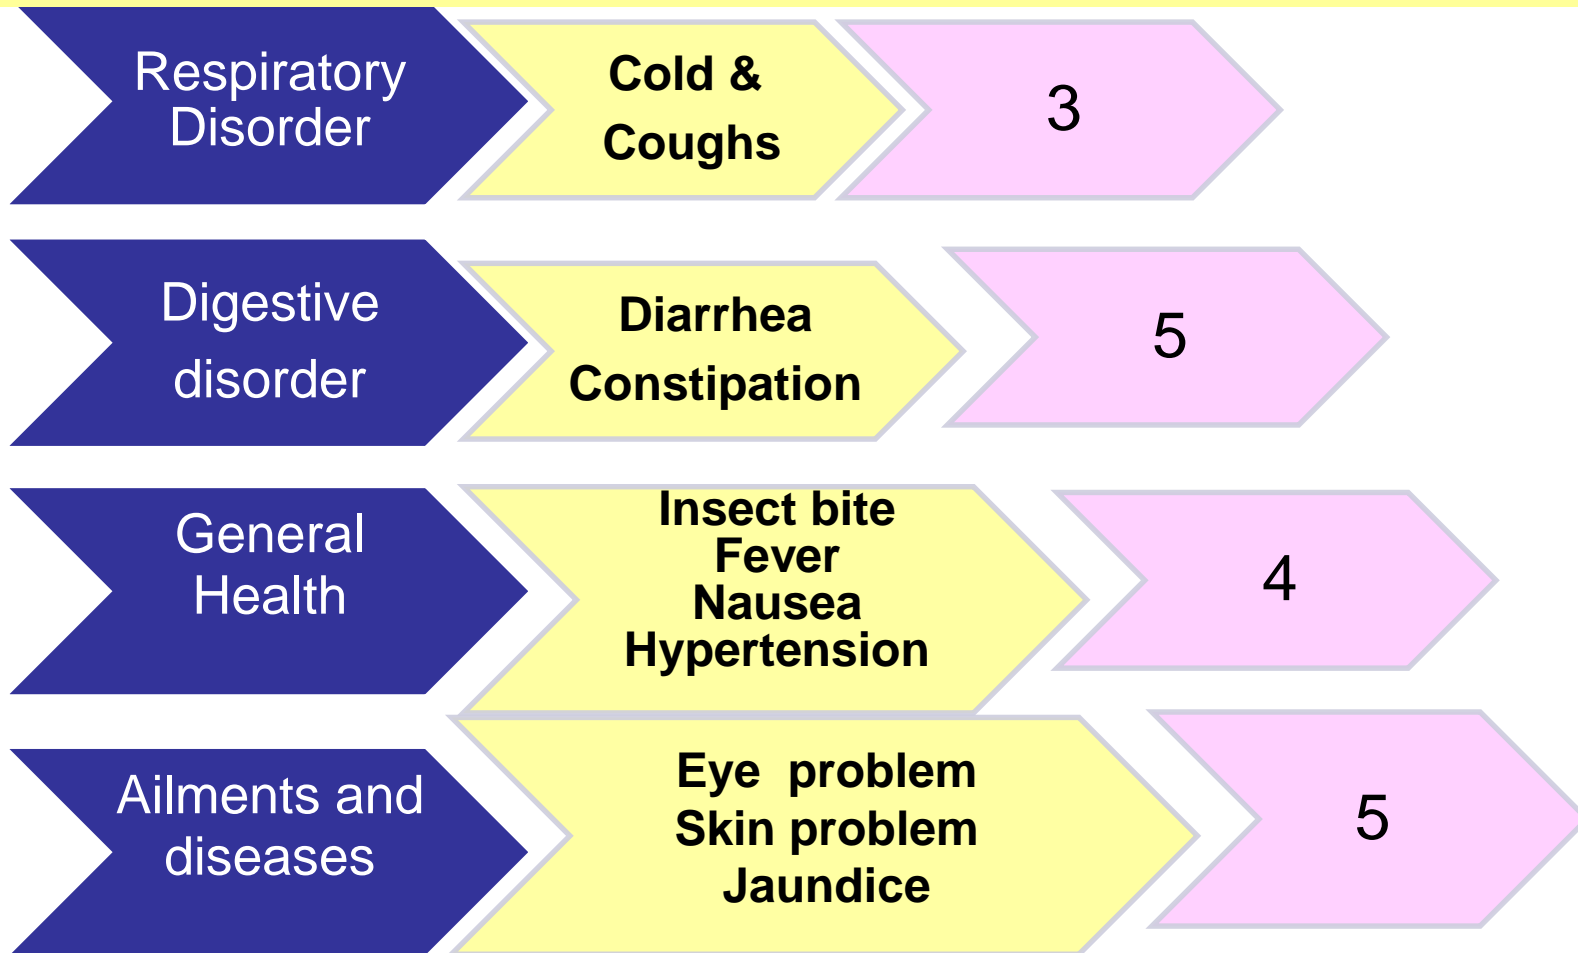 Respiratory
Disorder
Cold &
Coughs
3
Digestive
disorder
Diarrhea
Constipation
5
General
Health
Insect bite
Fever
Nausea
Hypertension
4
Ailments and
diseases
Eye  problem
Skin problem
Jaundice
5